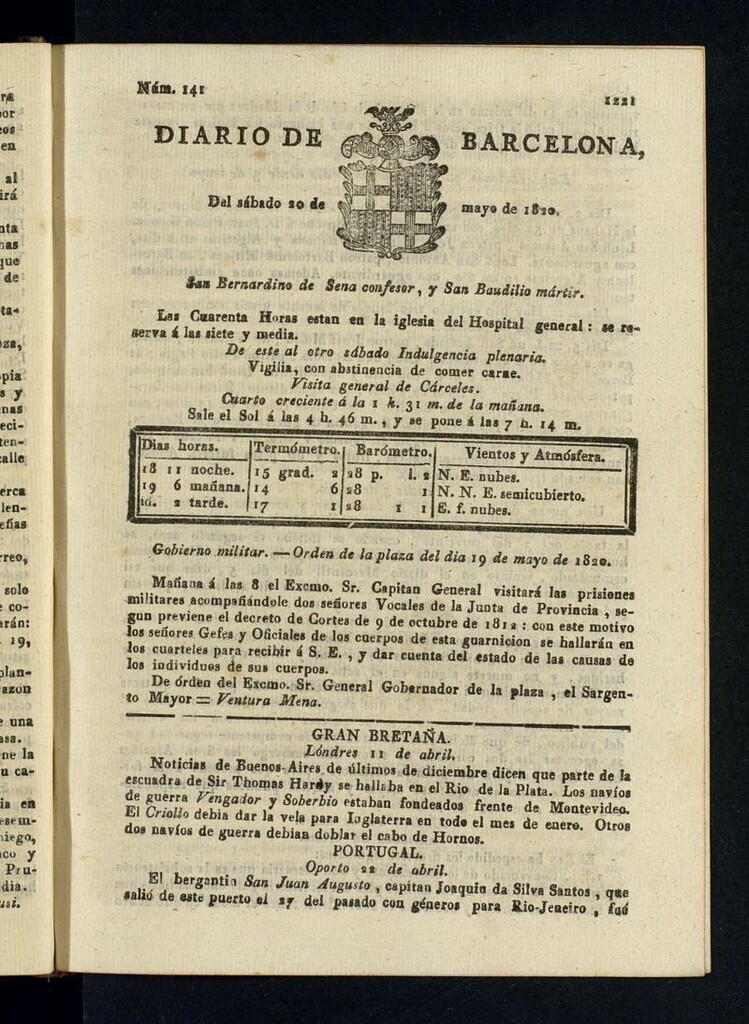 Núm. 141
1221
DIARIO DE BARCELONA,
Del sábado 20 de mayo de 1820.
San Bernardino de Sena confesor, y San Baudilio mártir.
Las Cuarenta Horas estan en la iglesia del Hospital general: se re-
serva á las siete y media.
De este al otro sábado Indulgencia plenaria.
Vigilia, con abstinencia de comer carne.
Visita general de Cárceles.
Cuarto creciente á la 1 h. 31 m. de la mañana.
Sale el Sol á las 4 h. 46 m., y se pone á las 7 h. 14 m.
Dias horas. Termómetro. Barómetro. Vientos y Atmósfera.
18 11 noche. 15 grad. 2 28 p. l. 2 N. E. nubes.
19 6 mañana. 14 6 28 1 N. N. E. semicubierto.
id. 2 tarde. 17 1 28 1 1 E. f. nubes.
Gobierno militar. — Orden de la plaza del dia 19 de mayo de 1820.
Mañana á las 8 el Excmo. Sr. Capitan General visitará las prisiones
militares acompañándole dos señores Vocales de la Junta de Provincia, se-
gun previene el decreto de Cortes de 9 de octubre de 1812: con este motivo
los señores Gefes y Oficiales de los cuerpos de esta guarnicion se hallarán en
los cuarteles para recibir á S. E., y dar cuenta del estado de las causas de
los individuos de sus cuerpos.
De órden del Excmo. Sr. General Gobernador de la plaza, el Sargen-
to Mayor = Ventura Mena.
GRAN BRETAÑA.
Lóndres 11 de abril.
Noticias de Buenos-Aires de últimos de diciembre dicen que parte de la
escuadra de Sir Thomas Hardy se hallaba en el Rio de la Plata. Los navíos
de guerra Vengador y Soberbio estaban fondeados frente de Montevideo.
El Criollo debia dar la vela para Inglaterra en todo el mes de enero. Otros
dos navíos de guerra debian doblar el cabo de Hornos.
PORTUGAL.
Oporto 22 de abril.
El bergantin San Juan Augusto, capitan Joaquin da Silva Santos, que
salió de este puerto el 27 del pasado con géneros para Rio-Jeneiro, fué